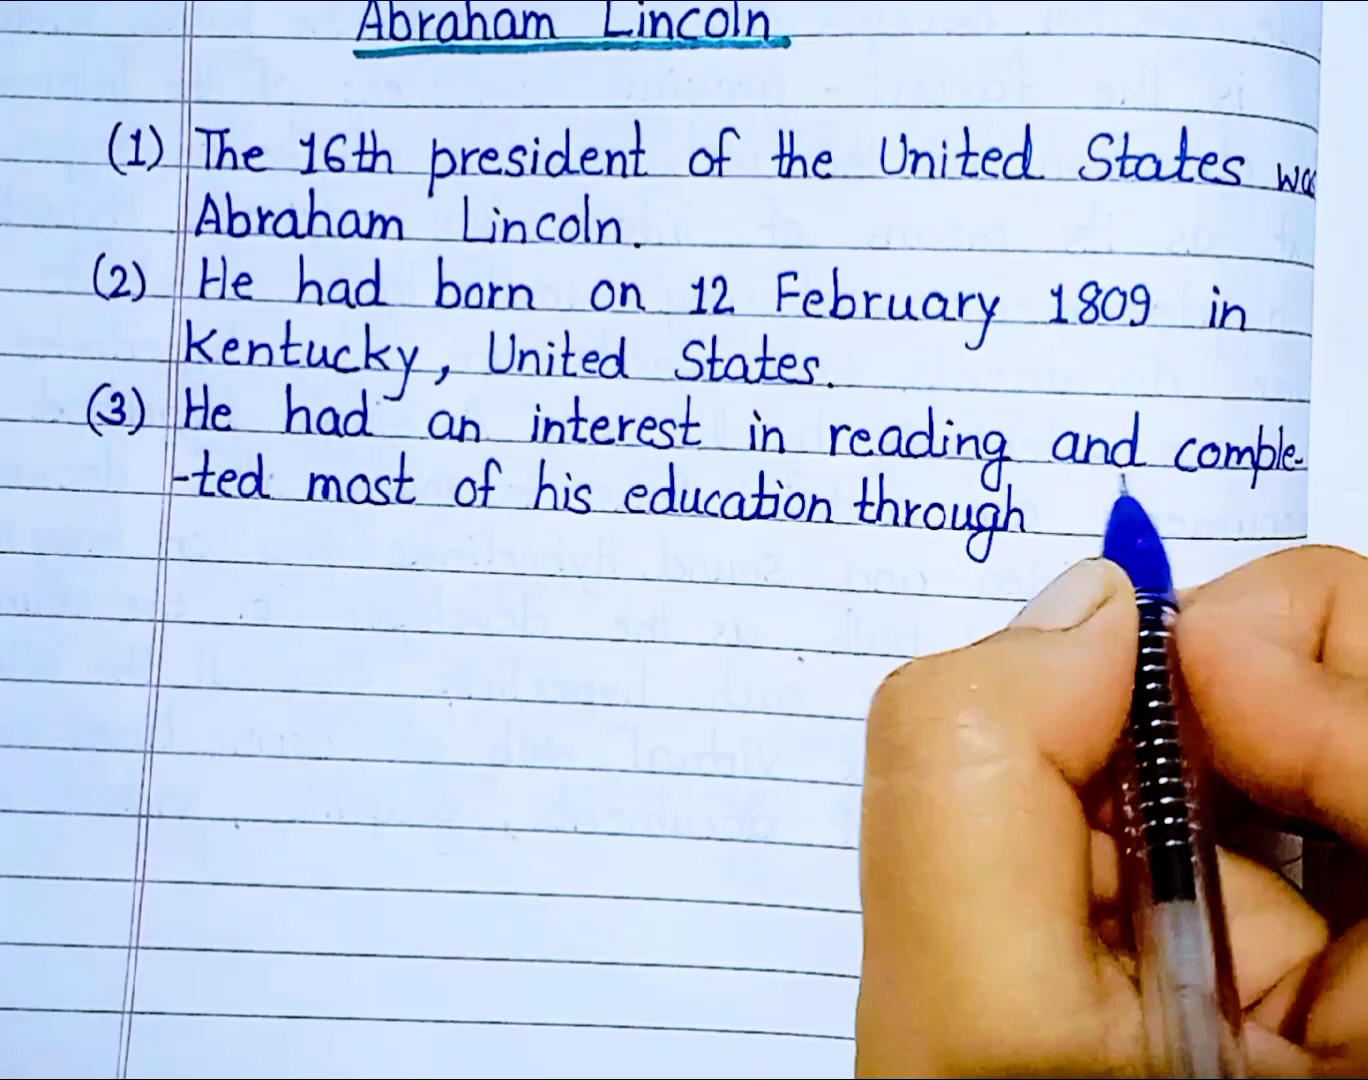 Abraham Lincoln
(1) The 16th president of the United States was
Abraham Lincoln.
(2) He had born on 12 February 1809 in
Kentucky, United States.
(3) He had an interest in reading and comple-
-ted most of his education through